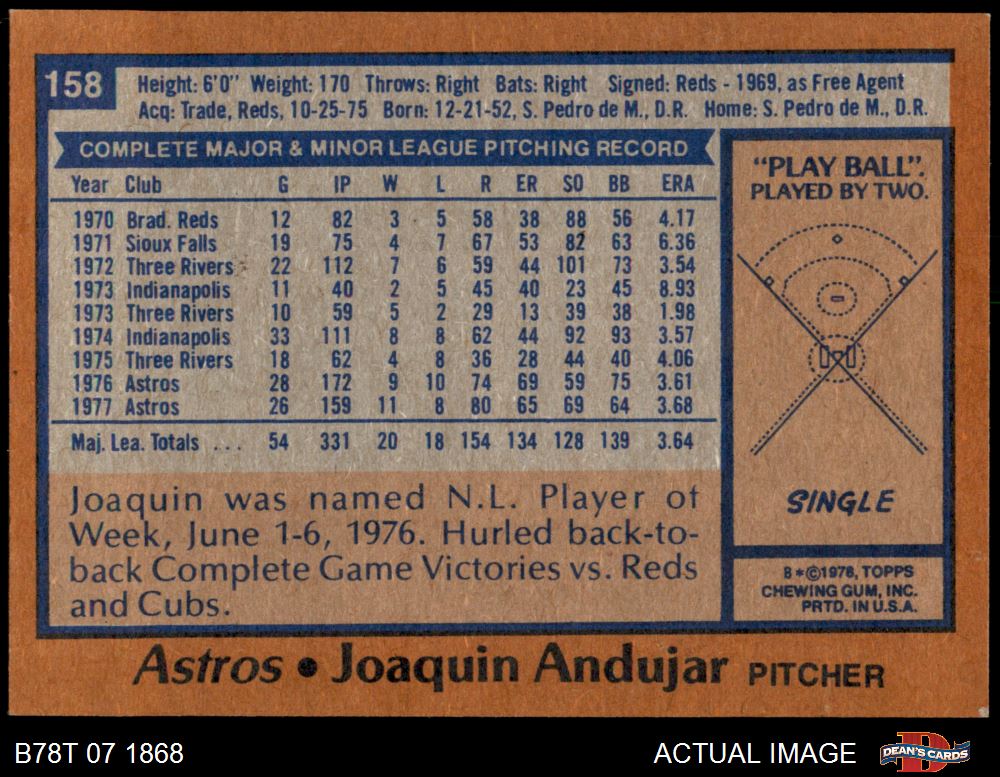 158
Height: 6'0" Weight: 170 Throws: Right Bats: Right Signed: Reds - 1969, as Free Agent
Acq: Trade, Reds, 10-25-75 Born: 12-21-52, S. Pedro de M., D.R. Home: S. Pedro de M., D.R.
COMPLETE MAJOR & MINOR LEAGUE PITCHING RECORD
Year Club G IP W L R ER SO BB ERA
1970 Brad. Reds 12 82 3 5 58 38 88 56 4.17
1971 Sioux Falls 19 75 4 7 67 53 82 63 6.36
1972 Three Rivers 22 112 7 6 59 44 101 73 3.54
1973 Indianapolis 11 40 2 5 45 40 23 45 8.93
1973 Three Rivers 10 59 5 2 29 13 39 38 1.98
1974 Indianapolis 33 111 8 8 62 44 92 93 3.57
1975 Three Rivers 18 62 4 8 36 28 44 40 4.06
1976 Astros 28 172 9 10 74 69 59 75 3.61
1977 Astros 26 159 11 8 80 65 69 64 3.68
Maj. Lea. Totals ... 54 331 20 18 154 134 128 139 3.64
Joaquin was named N.L. Player of
Week, June 1-6, 1976. Hurled back-to-
back Complete Game Victories vs. Reds
and Cubs.
"PLAY BALL".
PLAYED BY TWO.
SINGLE
B*©1978, TOPPS
CHEWING GUM, INC.
PRTD. IN U.S.A.
Astros • Joaquin Andujar PITCHER
B78T 07 1868
ACTUAL IMAGE
DEAN'S CARDS